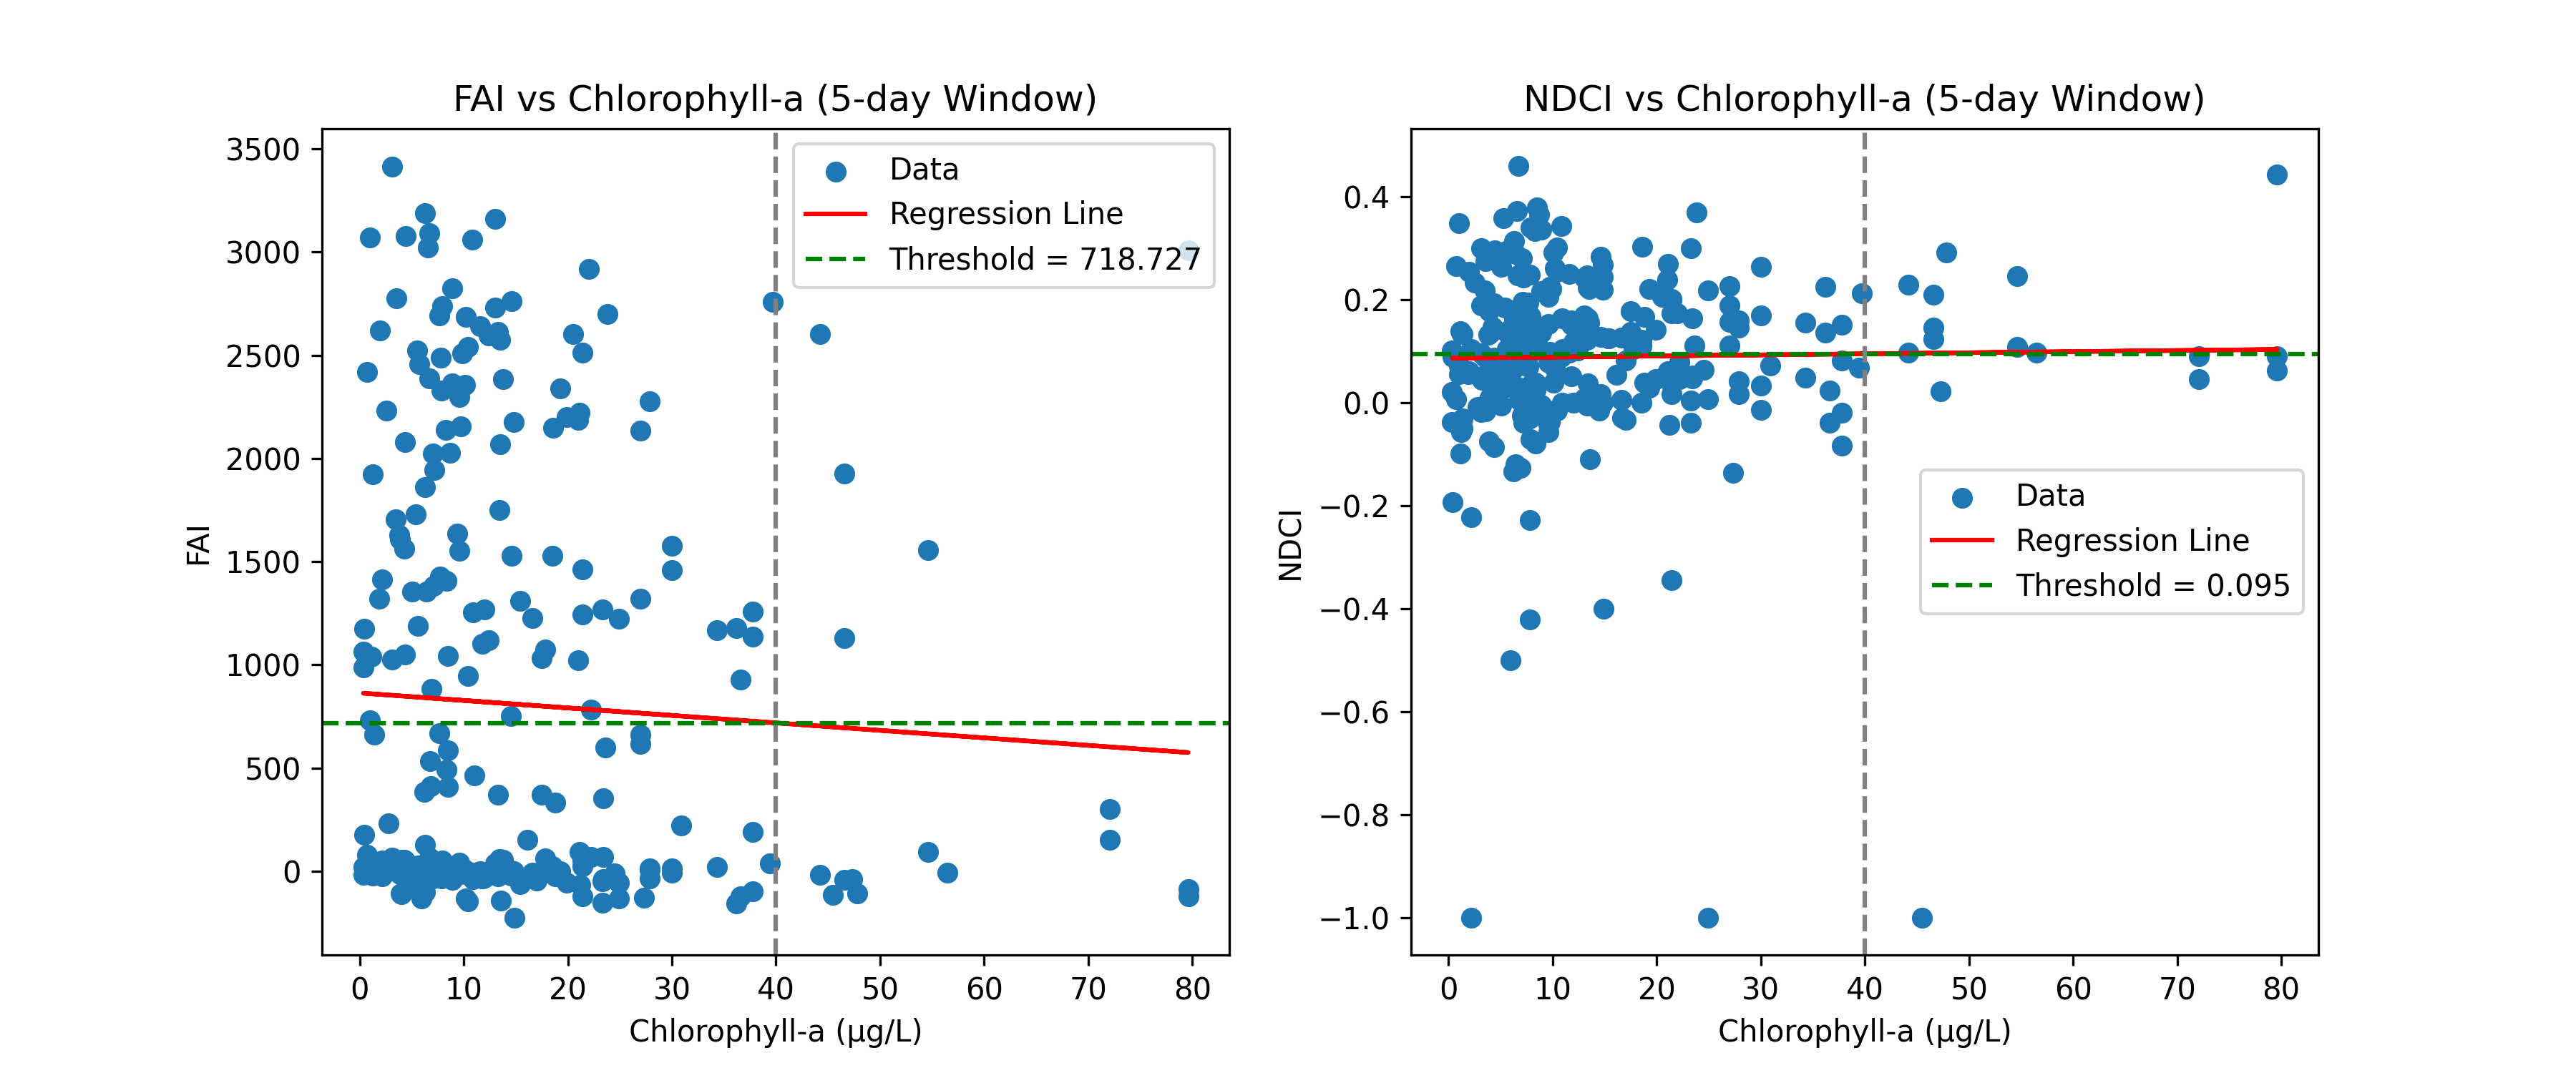 FAI vs Chlorophyll-a (5-day Window)
3500
3000
2500
2000
1500
1000
500
0
FAI
0 10 20 30 40 50 60 70 80
Chlorophyll-a (µg/L)
Data
Regression Line
Threshold = 718.727
NDCI vs Chlorophyll-a (5-day Window)
0.4
0.2
0.0
−0.2
−0.4
−0.6
−0.8
−1.0
NDCI
0 10 20 30 40 50 60 70 80
Chlorophyll-a (µg/L)
Data
Regression Line
Threshold = 0.095